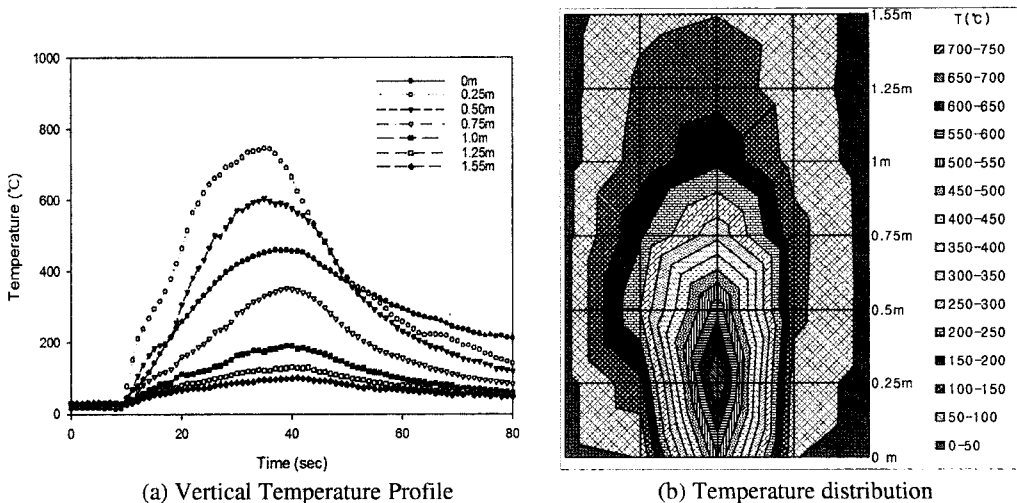 1000
800
600
400
200
0
Temperature (°C)
0 20 40 60 80
Time (sec)
0m
0.25m
0.50m
0.75m
1.0m
1.25m
1.55m
(a) Vertical Temperature Profile
1.55m
1.25m
1m
0.75m
0.5m
0.25m
0 m
T (℃)
700-750
650-700
600-650
550-600
500-550
450-500
400-450
350-400
300-350
250-300
200-250
150-200
100-150
50-100
0-50
(b) Temperature distribution